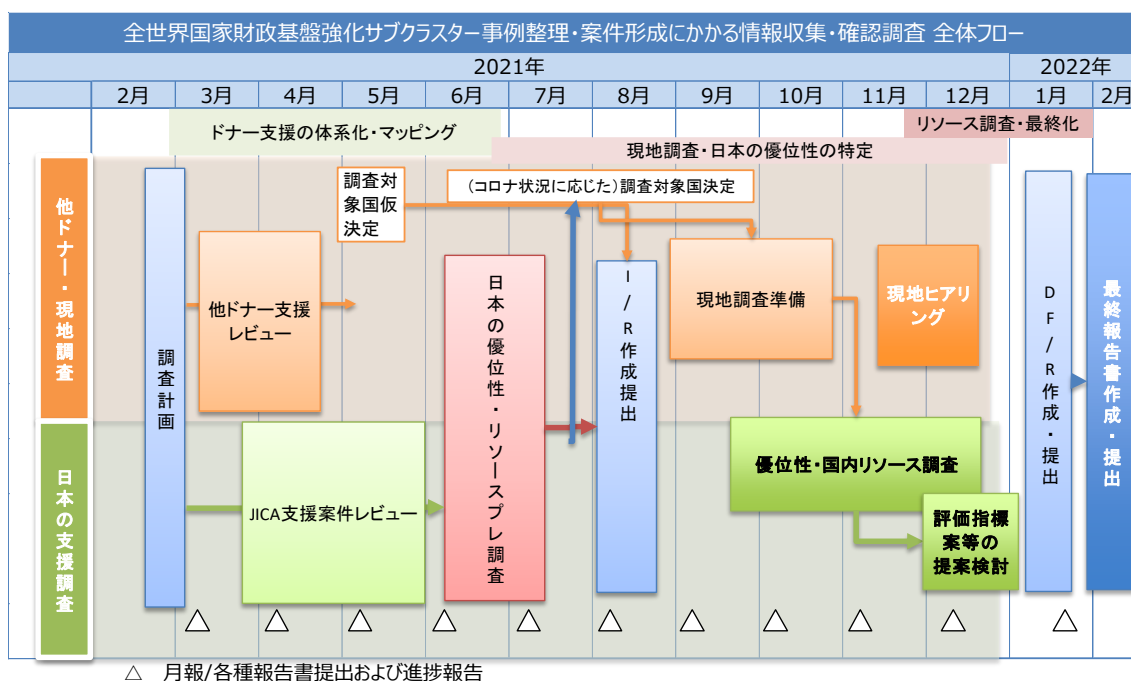 全世界国家財政基盤強化サブクラスター事例整理・案件形成にかかる情報収集・確認調査 全体フロー
2021年
2022年
2月
3月
4月
5月
6月
7月
8月
9月
10月
11月
12月
1月
2月
ドナー支援の体系化・マッピング
リソース調査・最終化
現地調査・日本の優位性の特定
他ドナー・現地調査
調査計画
他ドナー支援
レビュー
調査対
象国仮
決定
(コロナ状況に応じた)調査対象国決定
日本の優位性・リソースプレ調査
I/R作成提出
現地調査準備
現地ヒアリ
ング
DF/R作成・提出
最終報告書作成・提出
日本の支援調査
JICA支援案件レビュー
優位性・国内リソース調査
評価指標
案等の
提案検討
△ △ △ △ △ △ △ △ △ △ △
△ 月報/各種報告書提出および進捗報告